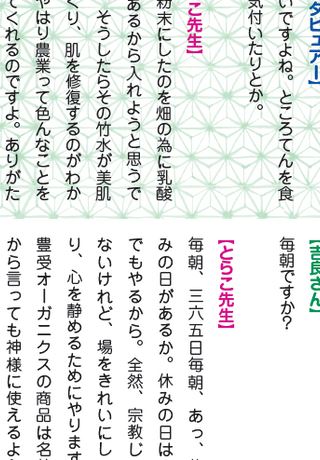 タビュアー】
いですよね。ところてんを食
気付いたりとか。
こ先生】
粉末にしたのを畑の為に乳酸
あるから入れようと思うで
そうしたらその竹水が美肌
くり、肌を修復するのがわか
やはり農業って色んなことを
てくれるのですよ。ありがた
【吉良さん】
毎朝ですか？
【とらこ先生】
毎朝、三六五日毎朝、あっ、
みの日があるか。休みの日は
でもやるから。全然、宗教じ
ないけれど、場をきれいにし
り、心を静めるためにやります
豊受オーガニクスの商品は名
から言っても神様に使えるよ